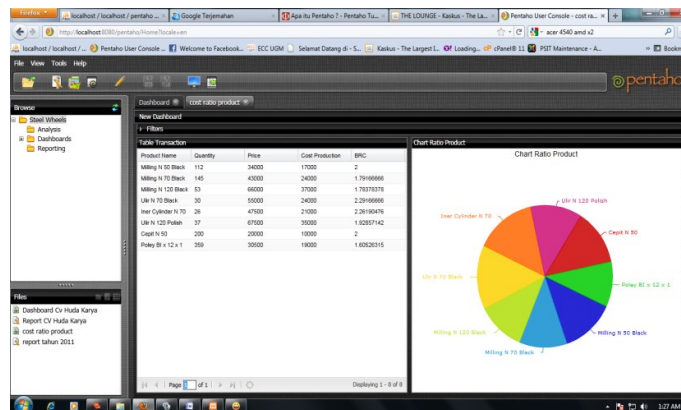 Firefox
localhost / localhost / pentaho ...
Google Terjemahan
Apa itu Pentaho ? - Pentaho Tu...
THE LOUNGE - Kaskus - The La...
Pentaho User Console - cost ra...
http://localhost:8080/pentaho/Home?locale=en
acer 4540 amd x2
localhost / localhost / ...
Pentaho User Console ...
Welcome to Facebook...
ECC UGM
Selamat Datang di - S...
Kaskus - The Largest I...
Loading...
cPanel® 11
PSIT Maintenance - A...
Bookm
File View Tools Help
pentaho
Browse
Steel Wheels
Analysis
Dashboards
Reporting
Files
Dashboard Cv Huda Karya
Report CV Huda Karya
cost ratio product
report tahun 2011
Dashboard
cost ratio product
New Dashboard
Filters
Table Transaction
Product Name Quantity Price Cost Production BRC
Milling N 50 Black 112 34000 17000 2
Milling N 70 Black 145 43000 24000 1.79166666
Milling N 120 Black 53 66000 37000 1.78378378
Ulir N 70 Black 30 55000 24000 2.29166666
Iner Cylinder N 70 26 47500 21000 2.26190476
Ulir N 120 Polish 37 67500 35000 1.92857142
Cepit N 50 200 20000 10000 2
Poley BI x 12 x 1 359 30500 19000 1.60526315
Page 1 of 1
Displaying 1 - 8 of 8
Chart Ratio Product
Chart Ratio Product
Ulir N 120 Polish
Iner Cylinder N 70
Cepit N 50
Ulir N 70 Black
Poley BI x 12 x 1
Milling N 120 Black
Milling N 50 Black
Milling N 70 Black
1:27 AM